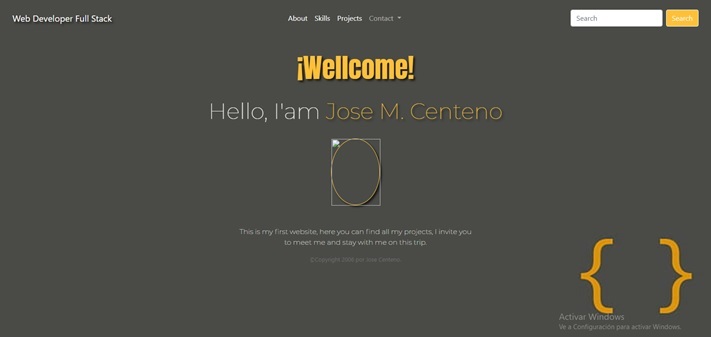 Web Developer Full Stack
About Skills Projects Contact
Search
Search
¡Wellcome!
Hello, I'am Jose M. Centeno
This is my first website, here you can find all my projects, I invite you
to meet me and stay with me on this trip.
©Copyright por Jose Centeno
{ }
Activar Windows
Ve a Configuración para activar Windows.